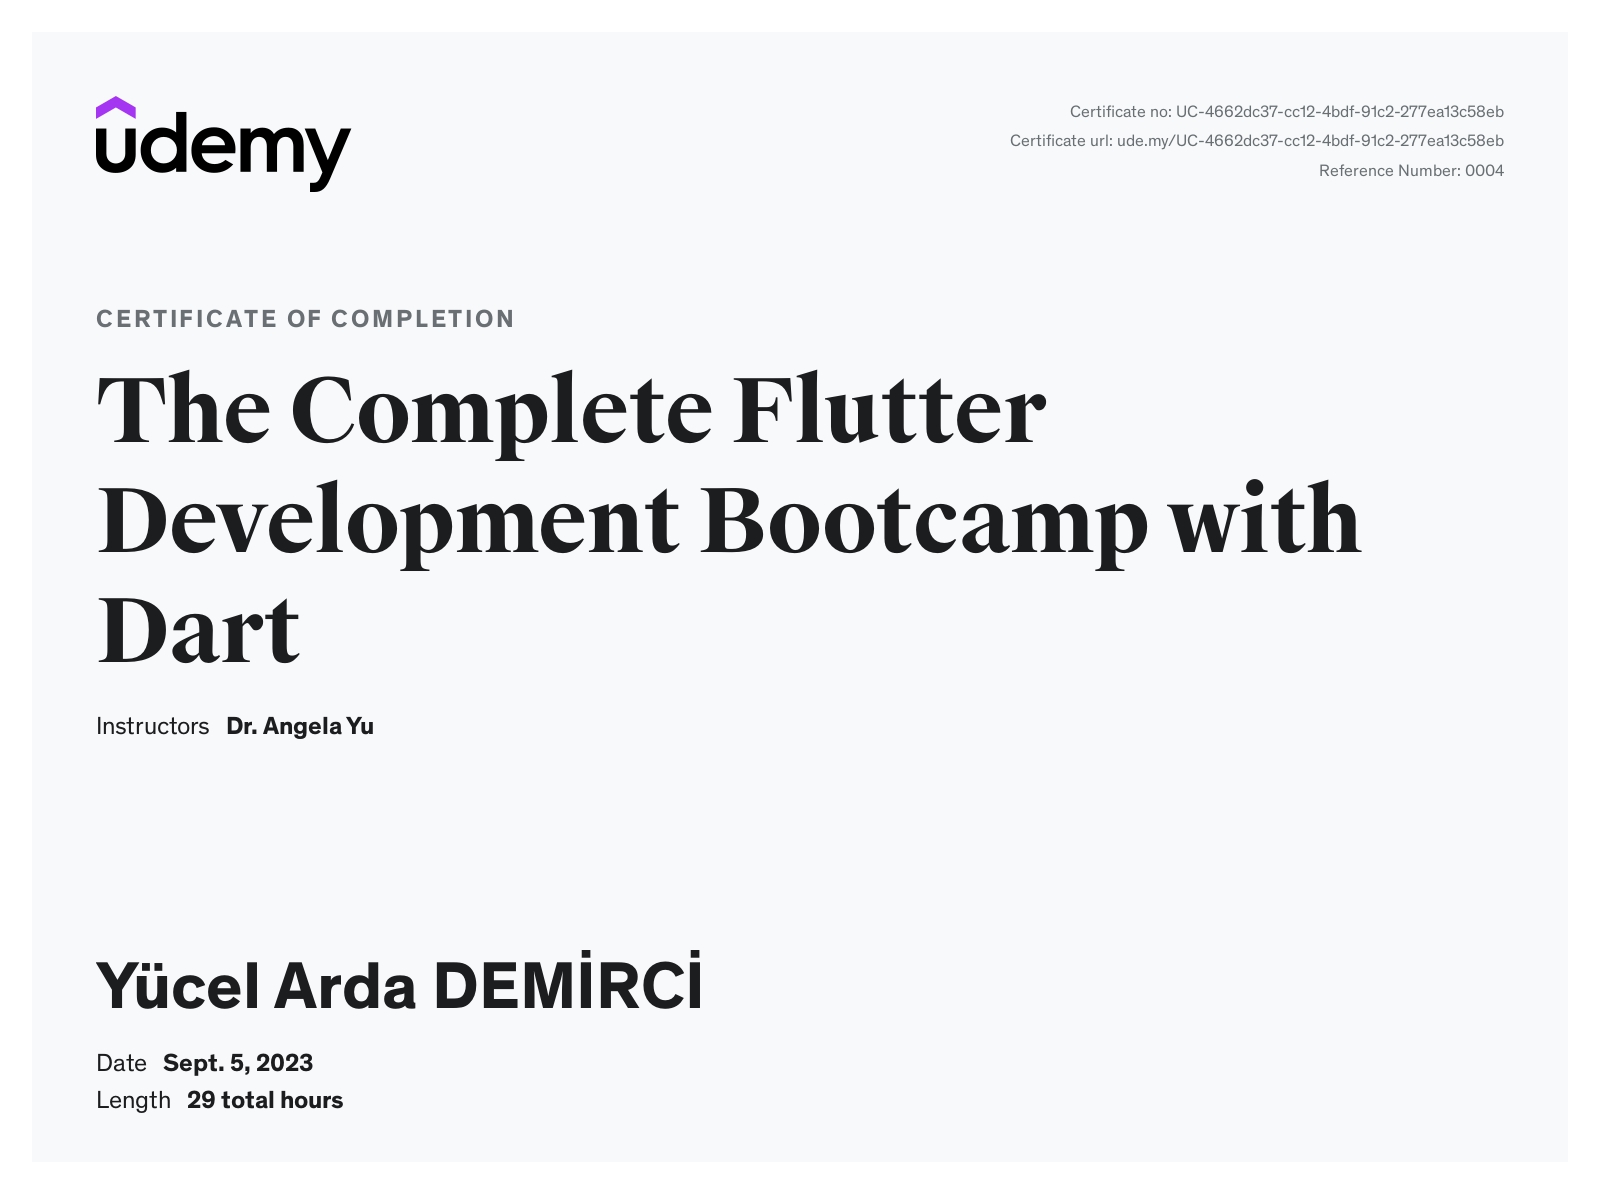 udemy
Certificate no: UC-4662dc37-cc12-4bdf-91c2-277ea13c58eb
Certificate url: ude.my/UC-4662dc37-cc12-4bdf-91c2-277ea13c58eb
Reference Number: 0004
CERTIFICATE OF COMPLETION
The Complete Flutter
Development Bootcamp with
Dart
Instructors Dr. Angela Yu
Yücel Arda DEMİRCİ
Date Sept. 5, 2023
Length 29 total hours